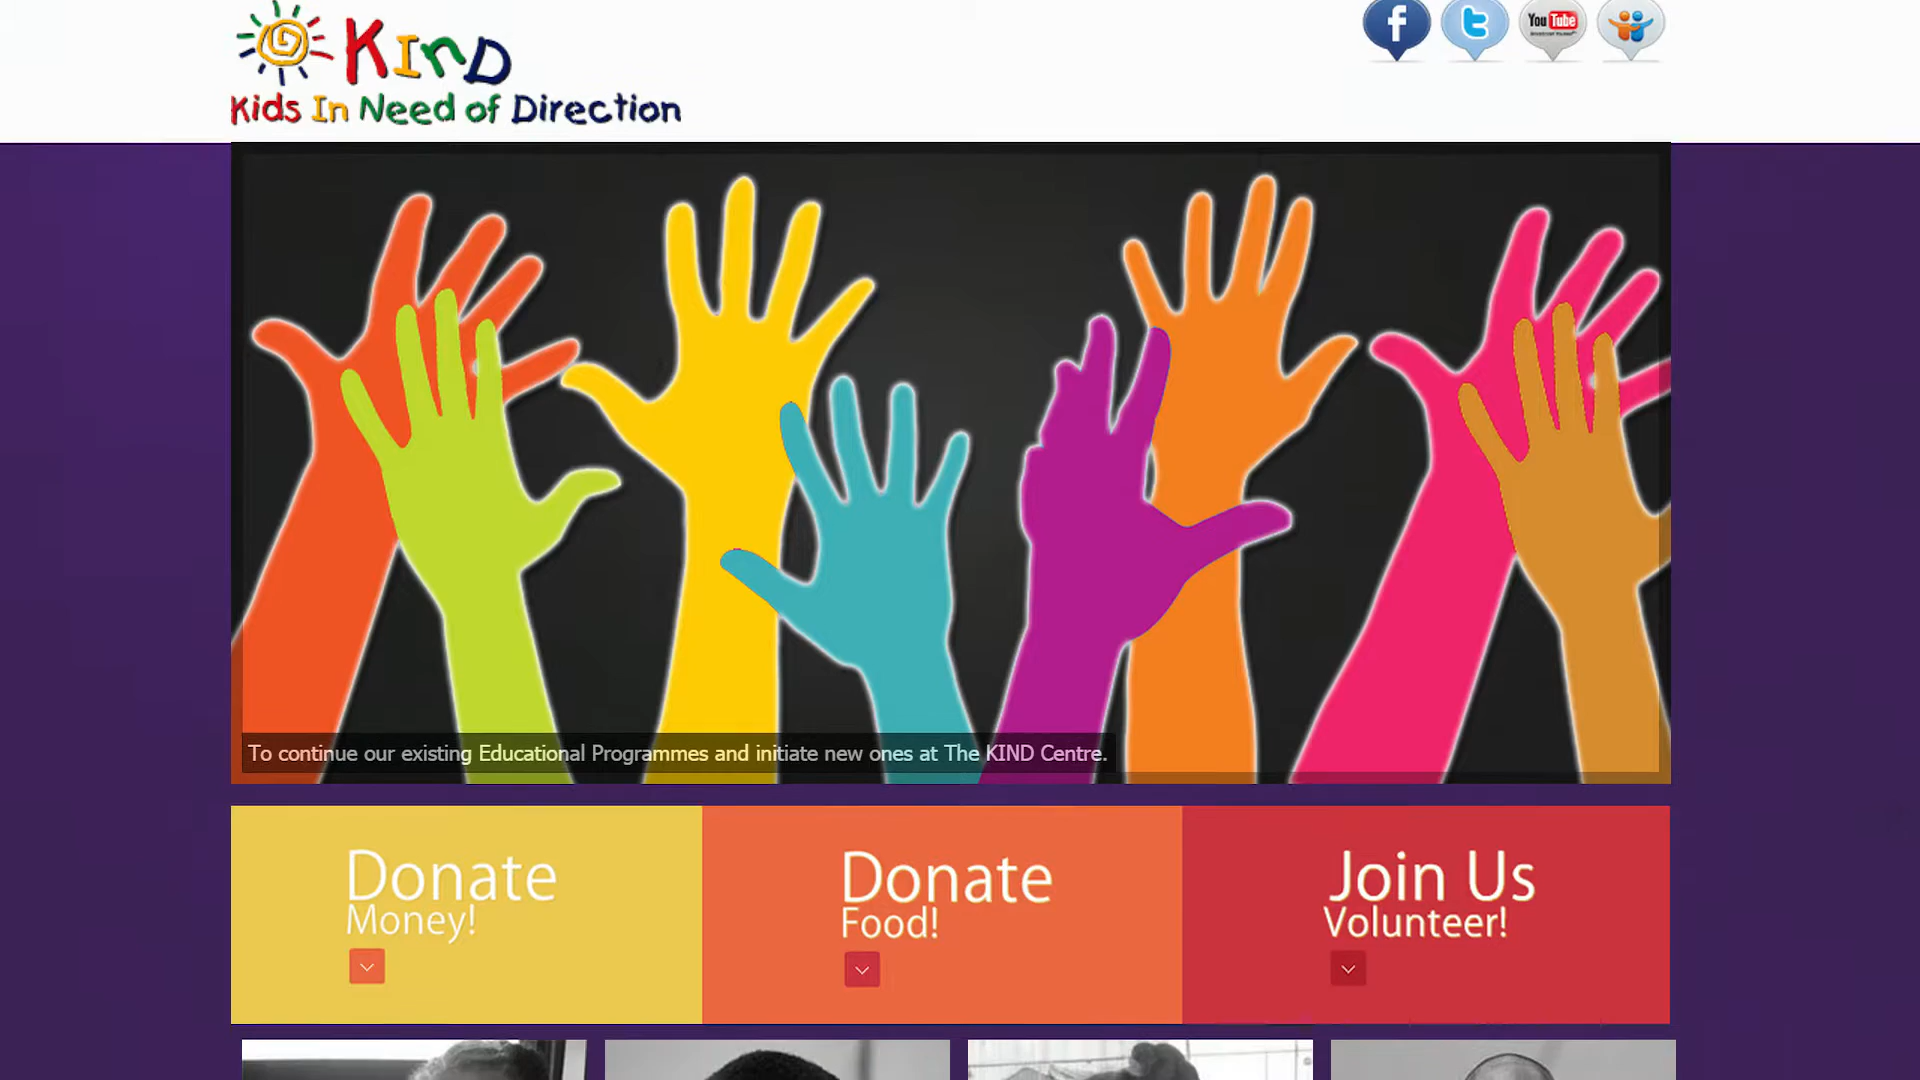 KInD
Kids In Need of Direction
f
You Tube
To continue our existing Educational Programmes and initiate new ones at The KIND Centre.
Donate
Money!
Donate
Food!
Join Us
Volunteer!